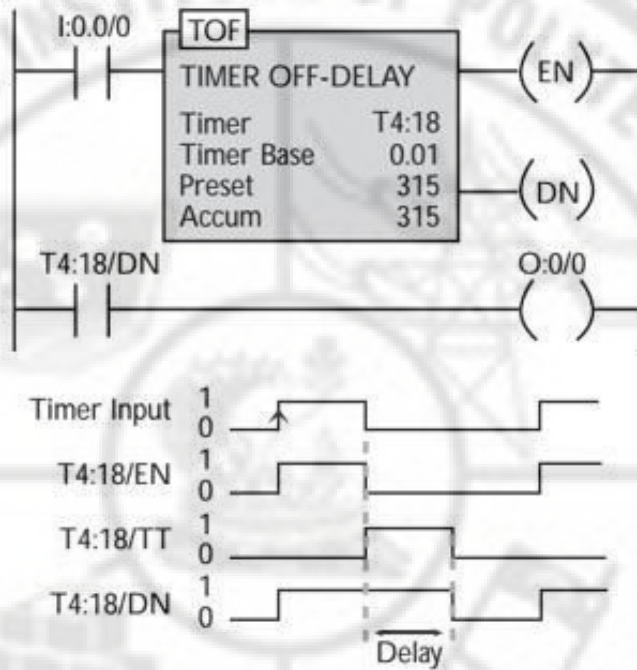 I:0.0/0
TOF
TIMER OFF-DELAY
EN
Timer T4:18
Timer Base 0.01
Preset 315
Accum 315
DN
T4:18/DN
O:0/0
Timer Input 1
0
T4:18/EN 1
0
T4:18/TT 1
0
T4:18/DN 1
0
Delay